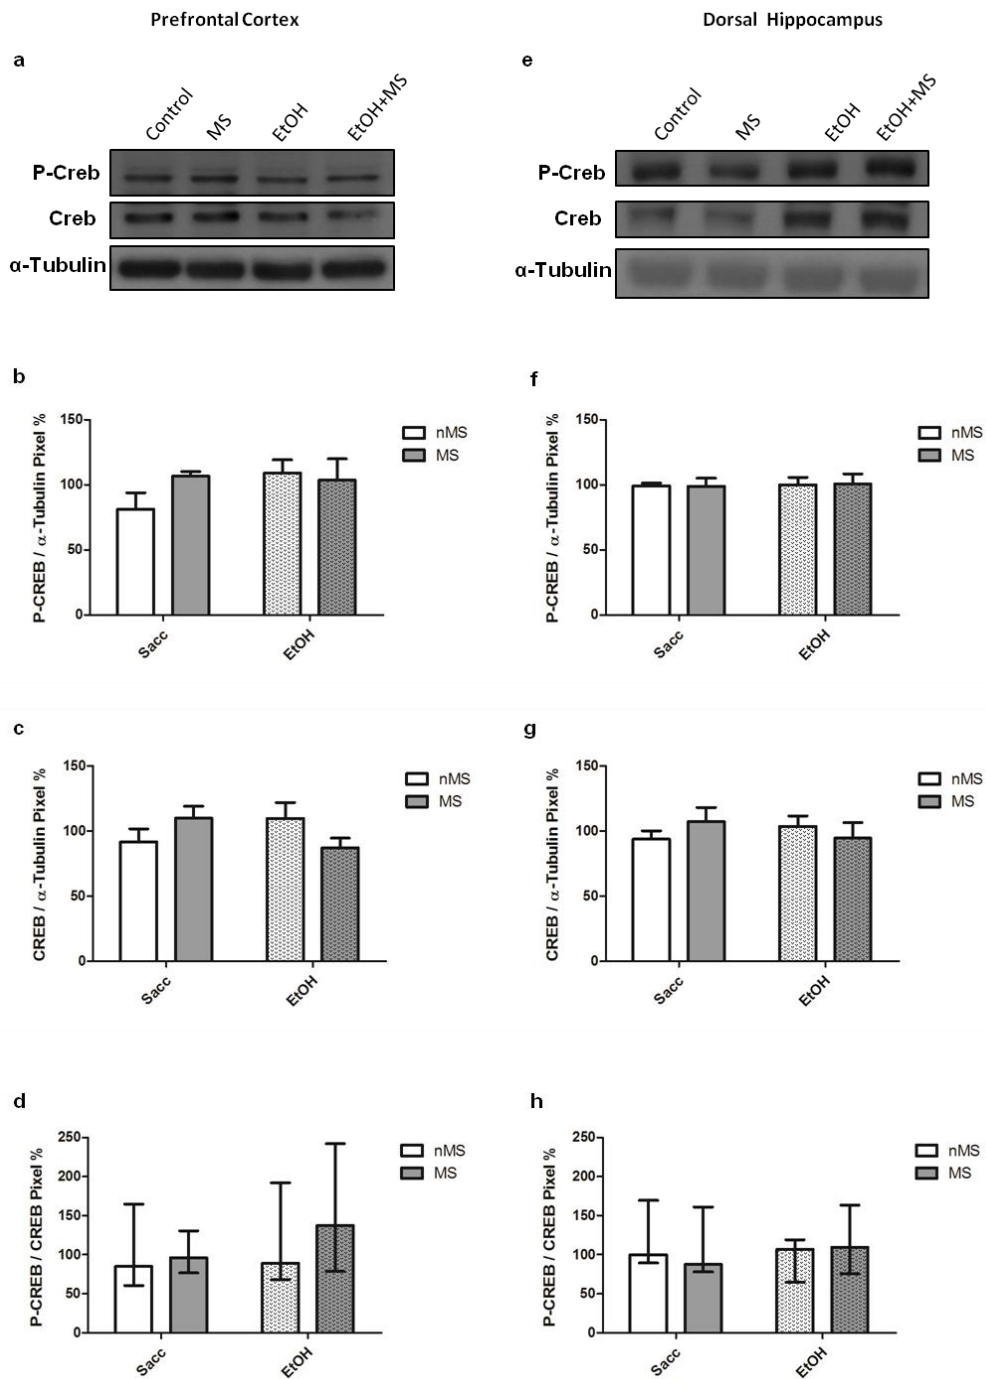 Prefrontal Cortex
Dorsal Hippocampus
a
Control MS EtOH EtOH+MS
P-Creb
Creb
α-Tubulin
e
Control MS EtOH EtOH+MS
P-Creb
Creb
α-Tubulin
b
P-CREB / α-Tubulin Pixel %
150
100
50
0
Sacc EtOH
nMS
MS
f
P-CREB / α-Tubulin Pixel %
150
100
50
0
Sacc EtOH
nMS
MS
c
CREB / α-Tubulin Pixel %
150
100
50
0
Sacc EtOH
nMS
MS
g
CREB / α-Tubulin Pixel %
150
100
50
0
Sacc EtOH
nMS
MS
d
P-CREB / CREB Pixel %
250
200
150
100
50
0
Sacc EtOH
nMS
MS
h
P-CREB / CREB Pixel %
250
200
150
100
50
0
Sacc EtOH
nMS
MS